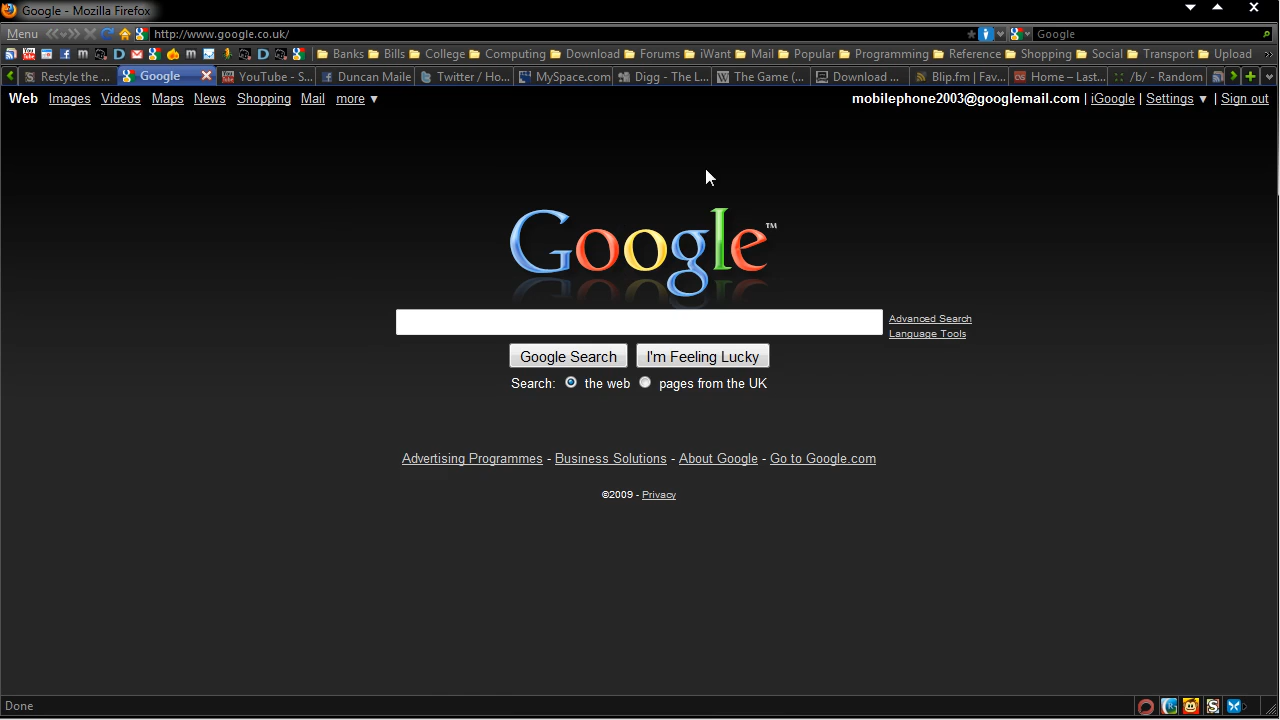 Google - Mozilla Firefox
Menu http://www.google.co.uk/ Google
Banks Bills College Computing Download Forums iWant Mail Popular Programming Reference Shopping Social Transport Upload
Restyle the ... Google YouTube - S... Duncan Maile Twitter / Ho... MySpace.com Digg - The L... The Game (... Download ... Blip.fm | Fav... Home – Last... /b/ - Random
Web Images Videos Maps News Shopping Mail more ▼ mobilephone2003@googlemail.com | iGoogle | Settings ▼ | Sign out
Google™
Advanced Search
Language Tools
Google Search I'm Feeling Lucky
Search: the web pages from the UK
Advertising Programmes - Business Solutions - About Google - Go to Google.com
©2009 - Privacy
Done